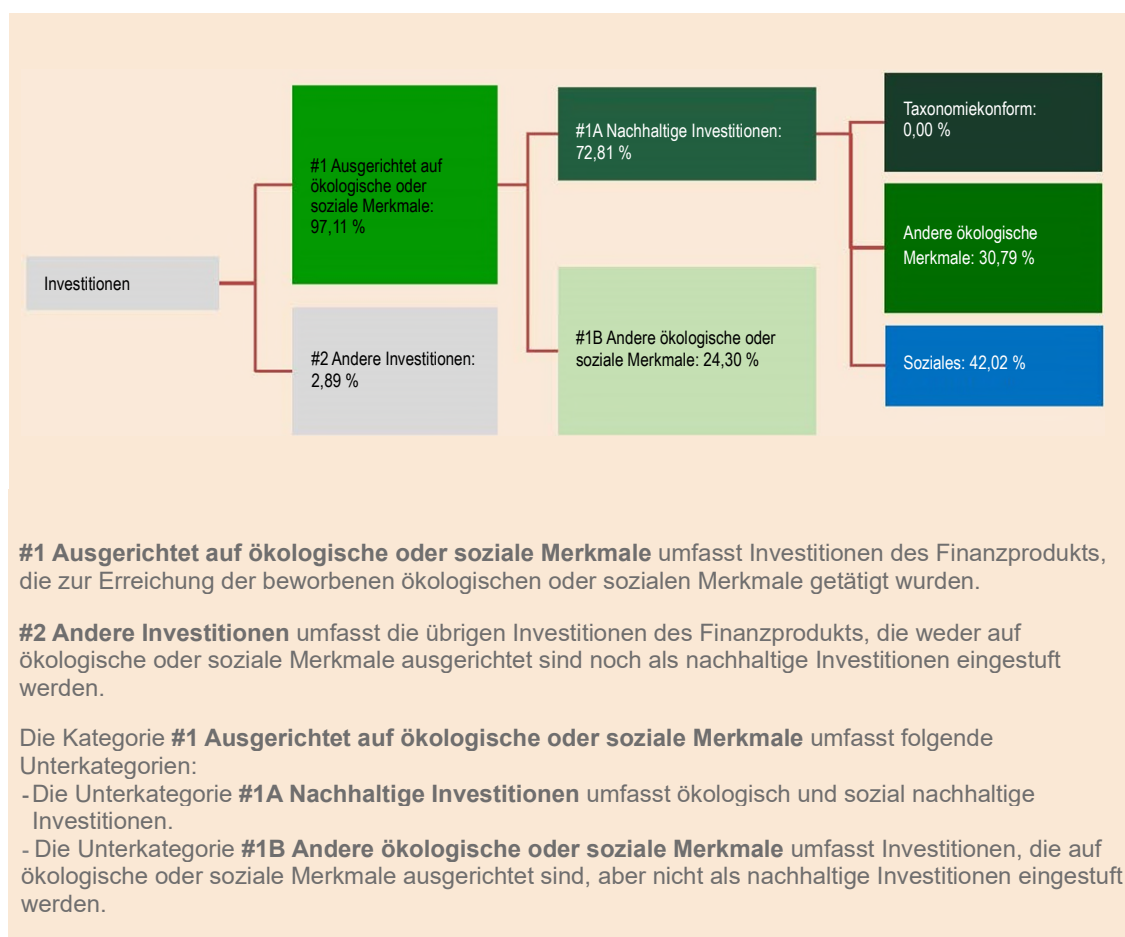 Investitionen
#1 Ausgerichtet auf
ökologische oder
soziale Merkmale:
97,11 %
#2 Andere Investitionen:
2,89 %
#1A Nachhaltige Investitionen:
72,81 %
#1B Andere ökologische oder
soziale Merkmale: 24,30 %
Taxonomiekonform:
0,00 %
Andere ökologische
Merkmale: 30,79 %
Soziales: 42,02 %
#1 Ausgerichtet auf ökologische oder soziale Merkmale umfasst Investitionen des Finanzprodukts,
die zur Erreichung der beworbenen ökologischen oder sozialen Merkmale getätigt wurden.
#2 Andere Investitionen umfasst die übrigen Investitionen des Finanzprodukts, die weder auf
ökologische oder soziale Merkmale ausgerichtet sind noch als nachhaltige Investitionen eingestuft
werden.
Die Kategorie #1 Ausgerichtet auf ökologische oder soziale Merkmale umfasst folgende
Unterkategorien:
- Die Unterkategorie #1A Nachhaltige Investitionen umfasst ökologisch und sozial nachhaltige
Investitionen.
- Die Unterkategorie #1B Andere ökologische oder soziale Merkmale umfasst Investitionen, die auf
ökologische oder soziale Merkmale ausgerichtet sind, aber nicht als nachhaltige Investitionen eingestuft
werden.